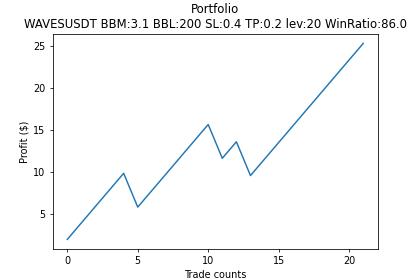 Portfolio
WAVESUSDT BBM:3.1 BBL:200 SL:0.4 TP:0.2 lev:20 WinRatio:86.0
25
20
15
10
5
Profit ($)
0 5 10 15 20
Trade counts